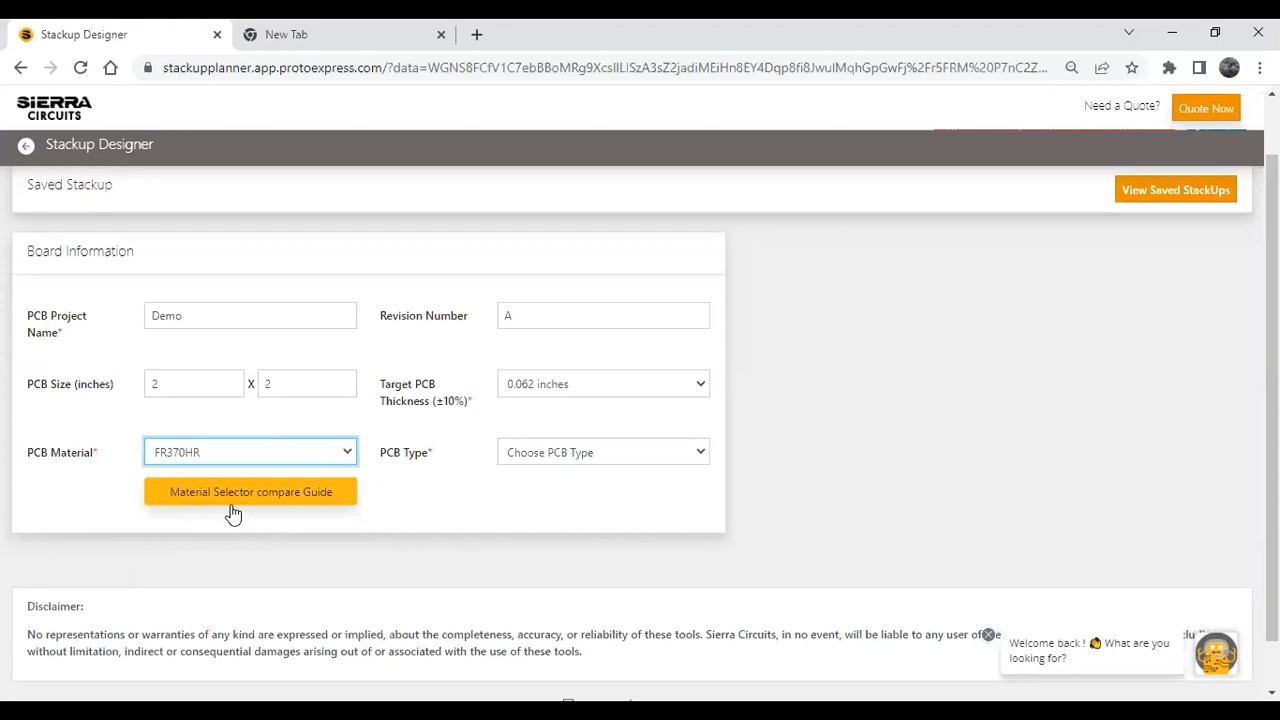 Stackup Designer
New Tab
stackupplanner.app.protoexpress.com/?data=
SIERRA
CIRCUITS
Need a Quote?
Quote Now
Stackup Designer
Saved Stackup
View Saved StackUps
Board Information
PCB Project
Name*
Demo
Revision Number
A
PCB Size (inches)
2
X
2
Target PCB
Thickness (±10%)*
0.062 inches
PCB Material*
FR370HR
PCB Type*
Choose PCB Type
Material Selector compare Guide
Disclaimer:
No representations or warranties of any kind are expressed or implied, about the completeness, accuracy, or reliability of these tools. Sierra Circuits, in no event, will be liable to any user of
without limitation, indirect or consequential damages arising out of or associated with the use of these tools.
Welcome back ! 👋 What are you
looking for?